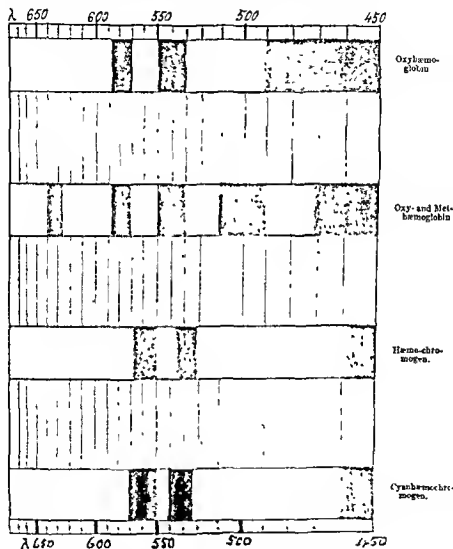 λ 650 600 550 500 450
Oxyhæmo-
globin
Oxy- and Met-
hæmoglobin
Hæmo-chro-
mogen.
Cyanhæmochro-
mogen.
λ 650 600 550 500 450